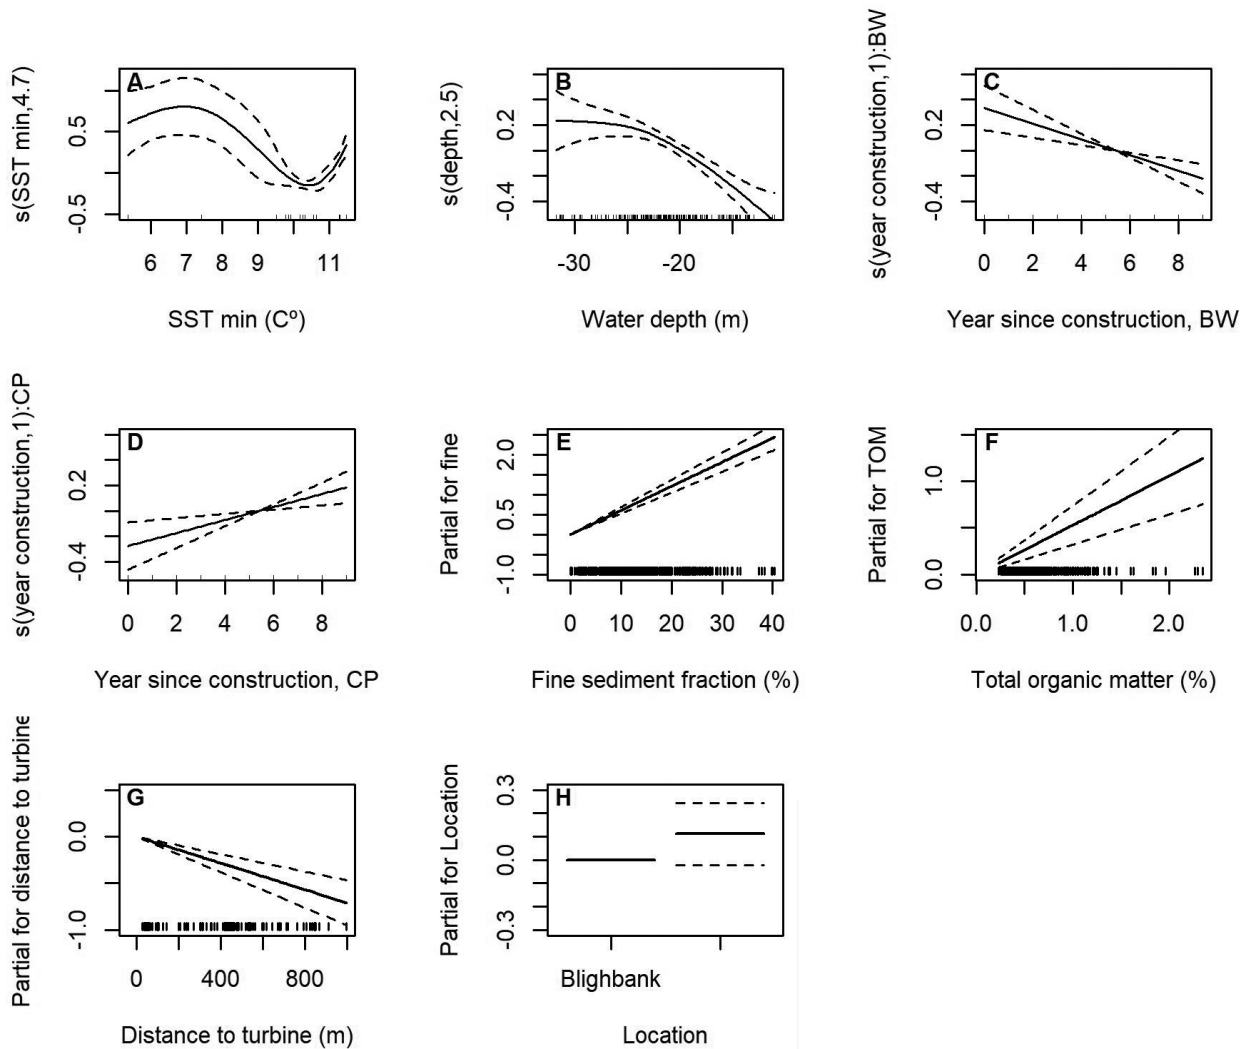 A
s(SST min,4.7)
0.5
-0.5
6 7 8 9 11
SST min (Cº)
B
s(depth,2.5)
0.2
-0.4
-30 -20
Water depth (m)
C
s(year construction,1):BW
0.2
-0.4
0 2 4 6 8
Year since construction, BW
D
s(year construction,1):CP
0.2
-0.4
0 2 4 6 8
Year since construction, CP
E
Partial for fine
2.0
0.5
-1.0
0 10 20 30 40
Fine sediment fraction (%)
F
Partial for TOM
1.0
0.0
0.0 1.0 2.0
Total organic matter (%)
G
Partial for distance to turbine
0.0
-1.0
0 400 800
Distance to turbine (m)
H
Partial for Location
0.3
0.0
-0.3
Blighbank
Location